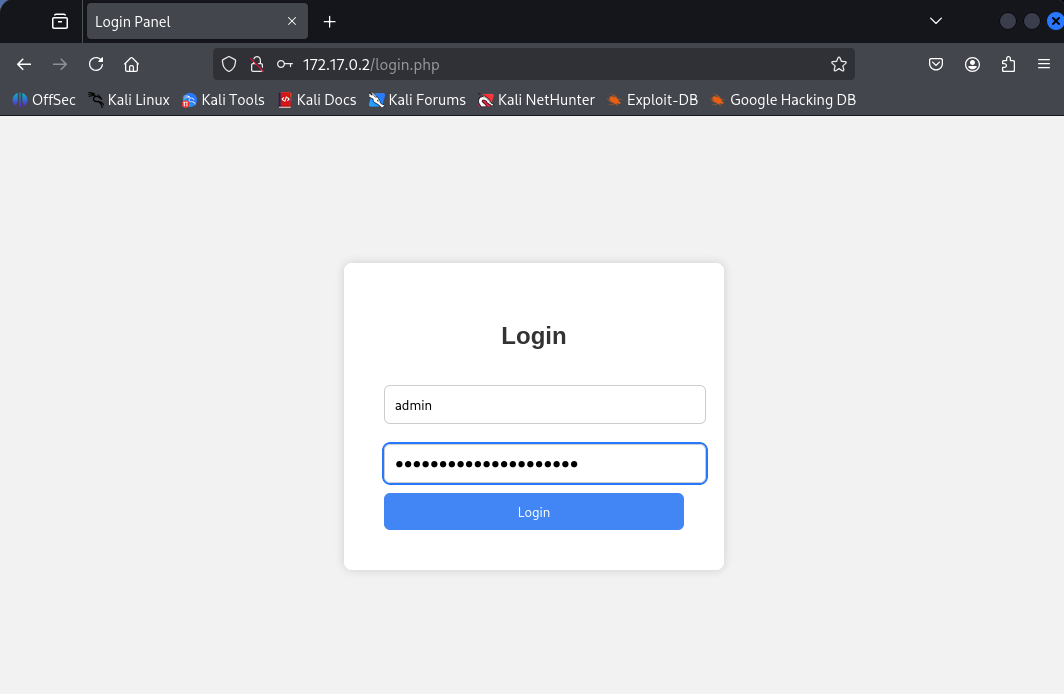 Login Panel
172.17.0.2/login.php
OffSec Kali Linux Kali Tools Kali Docs Kali Forums Kali NetHunter Exploit-DB Google Hacking DB
Login
admin
●●●●●●●●●●●●●●●●●●●●●
Login